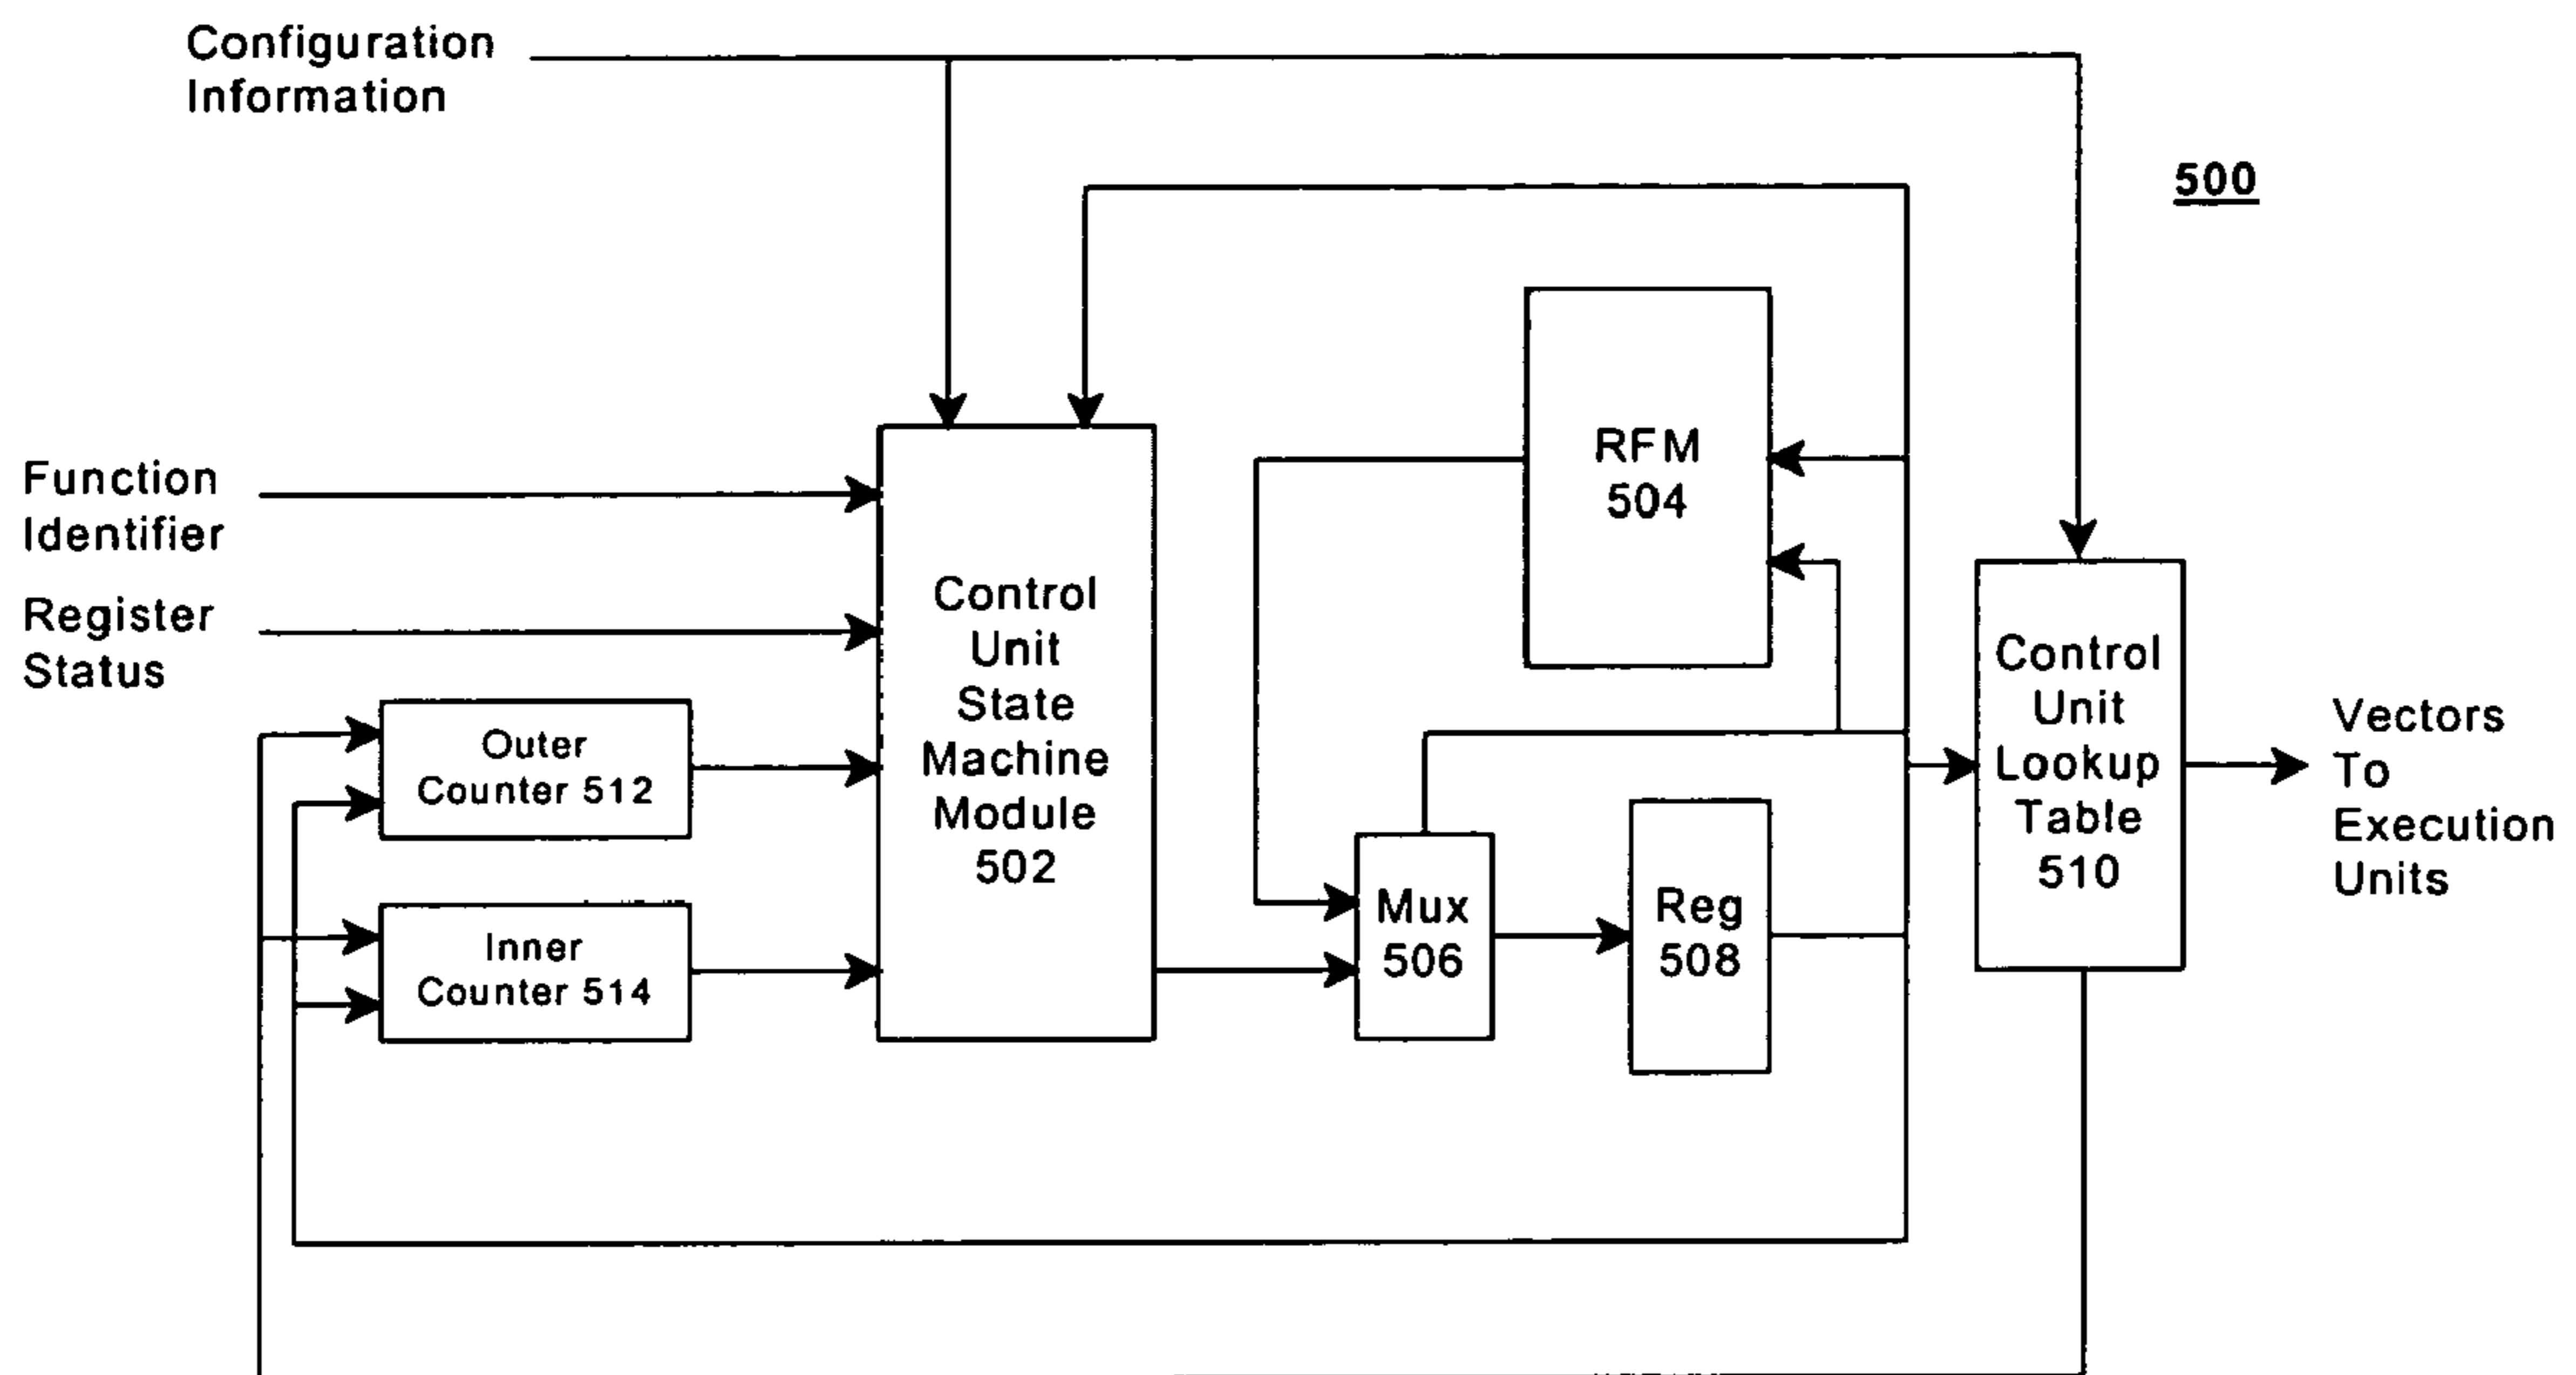 Configuration
Information
500
Function
Identifier
Register
Status
Outer
Counter 512
Inner
Counter 514
Control
Unit
State
Machine
Module
502
RFM
504
Mux
506
Reg
508
Control
Unit
Lookup
Table
510
Vectors
To
Execution
Units